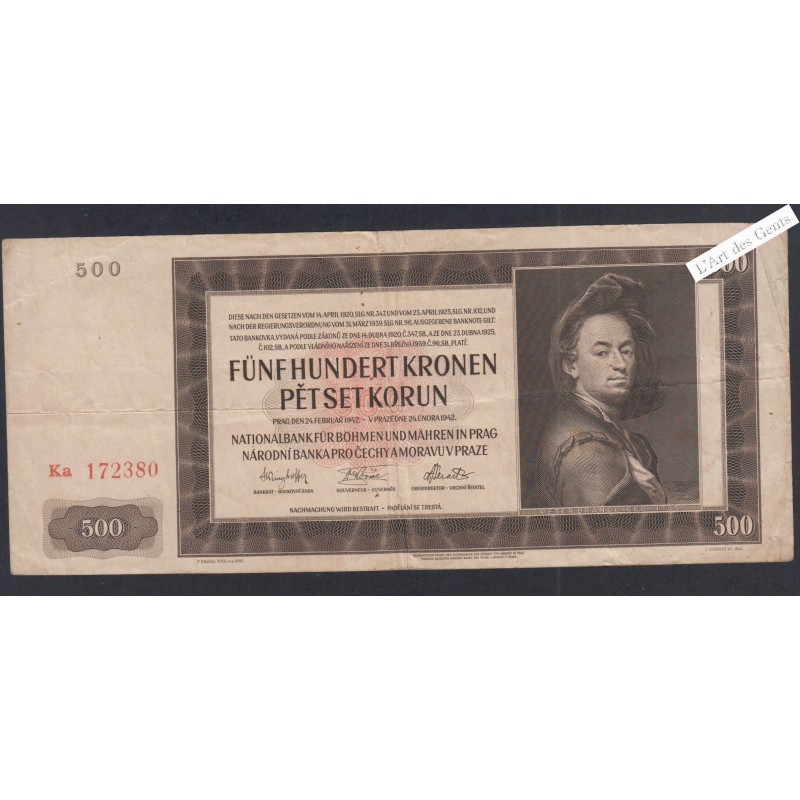 L'Art des Gents
500
DIESE NACH DEN GESETZEN VOM 14. APRIL 1920, SLG. NR. 347, UND VOM 23. APRIL 1925, SLG. NR. 102, UND
NACH DER REGIERUNGSVERORDNUNG VOM 31. MÄRZ 1939, SLG. NR. 96, AUSGEGEBENE BANKNOTE GILT.
TATO BANKOVKA, VYDANÁ PODLE ZÁKONŮ ZE DNE 14. DUBNA 1920, Č. 347, SB., A ZE DNE 23. DUBNA 1925,
Č. 102, SB., A PODLE VLÁDNÍHO NAŘÍZENÍ ZE DNE 31. BŘEZNA 1939, Č. 96, SB., PLATÍ.
FÜNFHUNDERT KRONEN
PĚTSETKORUN
PRAG, DEN 24. FEBRUAR 1942. – V PRAZE DNE 24. ÚNORA 1942.
NATIONALBANK FÜR BÖHMEN UND MÄHREN IN PRAG
NÁRODNÍ BANKA PRO ČECHY A MORAVU V PRAZE
Ka 172380
BANKRAT – BANKOVNÍ RADA
GOUVERNEUR – GUVERNÉR
OBERDIREKTOR – VRCHNÍ ŘEDITEL
NACHMACHUNG WIRD BESTRAFT. – PADĚLÁNÍ SE TRESTÁ.
500
500